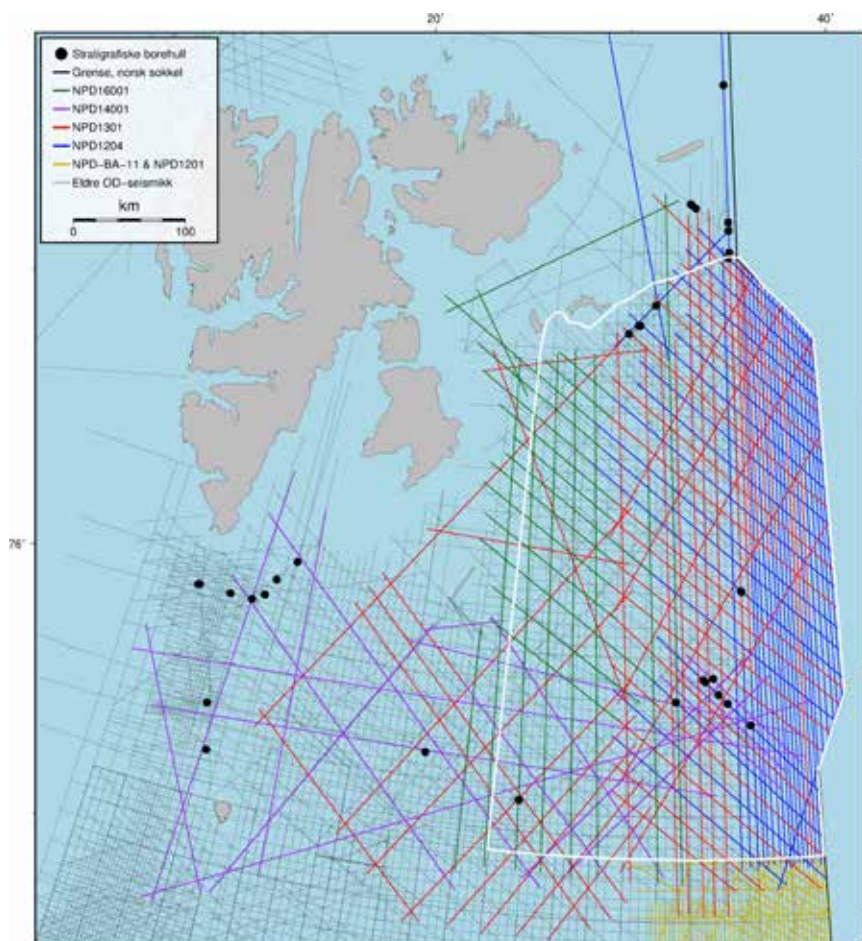 20˚ 40˚
Stratigrafiske borehull
Grense, norsk sokkel
NPD16001
NPD14001
NPD1301
NPD1204
NPD-BA-11 & NPD1201
Eldre OD-seismikk
km
0 100
76˚